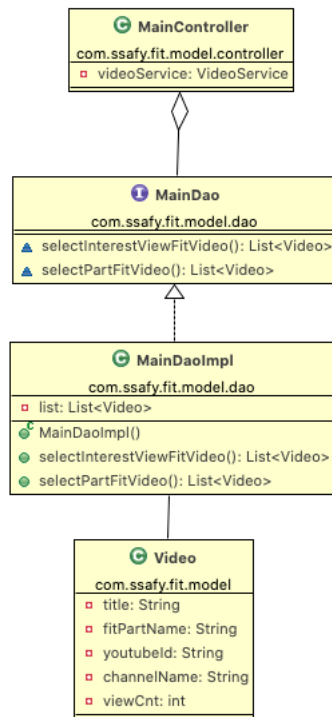 C MainController
com.ssafy.fit.model.controller
videoService: VideoService
I MainDao
com.ssafy.fit.model.dao
selectInterestViewFitVideo(): List<Video>
selectPartFitVideo(): List<Video>
C MainDaoImpl
com.ssafy.fit.model.dao
list: List<Video>
C MainDaoImpl()
selectInterestViewFitVideo(): List<Video>
selectPartFitVideo(): List<Video>
C Video
com.ssafy.fit.model
title: String
fitPartName: String
youtubeId: String
channelName: String
viewCnt: int